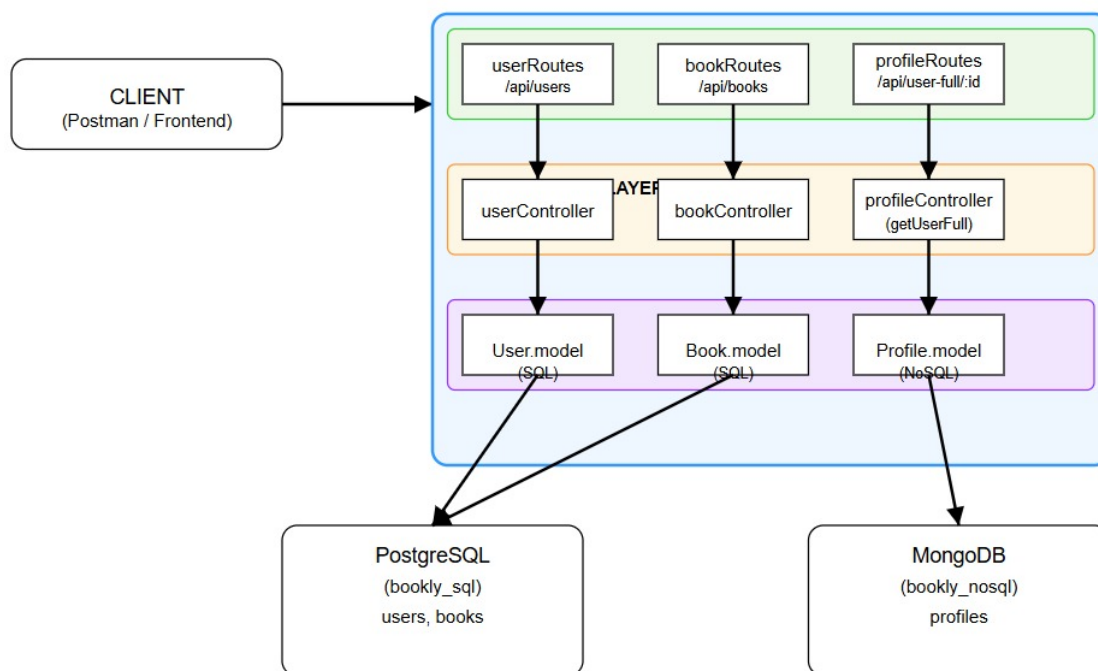 CLIENT
(Postman / Frontend)
userRoutes
/api/users
bookRoutes
/api/books
profileRoutes
/api/user-full/:id
LAYER
userController
bookController
profileController
(getUserFull)
User.model
(SQL)
Book.model
(SQL)
Profile.model
(NoSQL)
PostgreSQL
(bookly_sql)
users, books
MongoDB
(bookly_nosql)
profiles